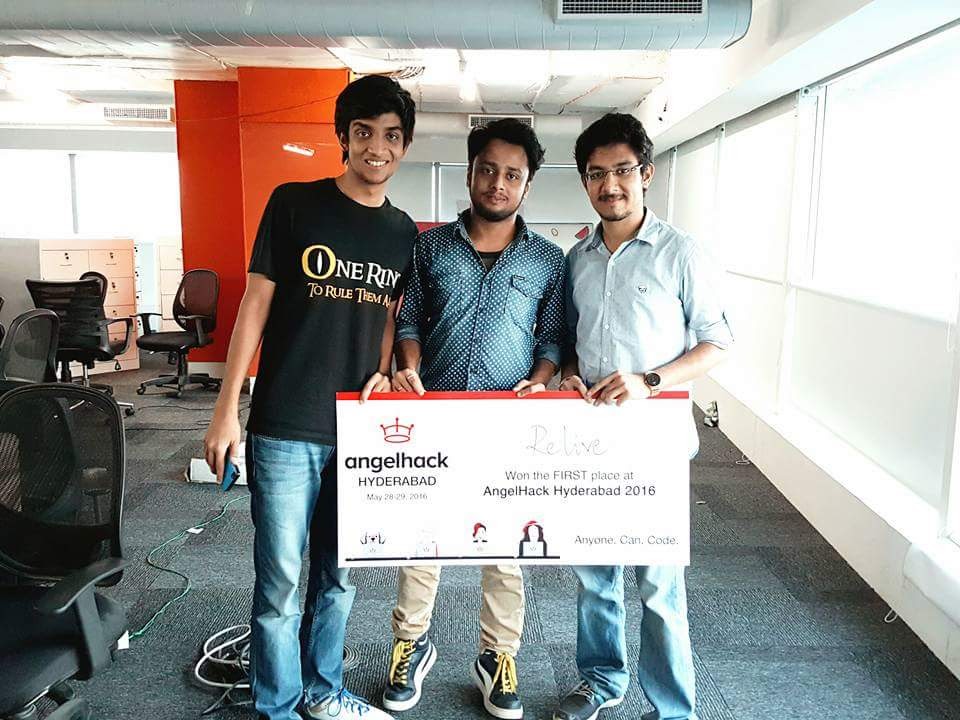 ONE RIN
TO RULE THEM A
angelhack
HYDERABAD
May 28-29, 2016
ReLive
Won the FIRST place at
AngelHack Hyderabad 2016
Anyone. Can. Code.